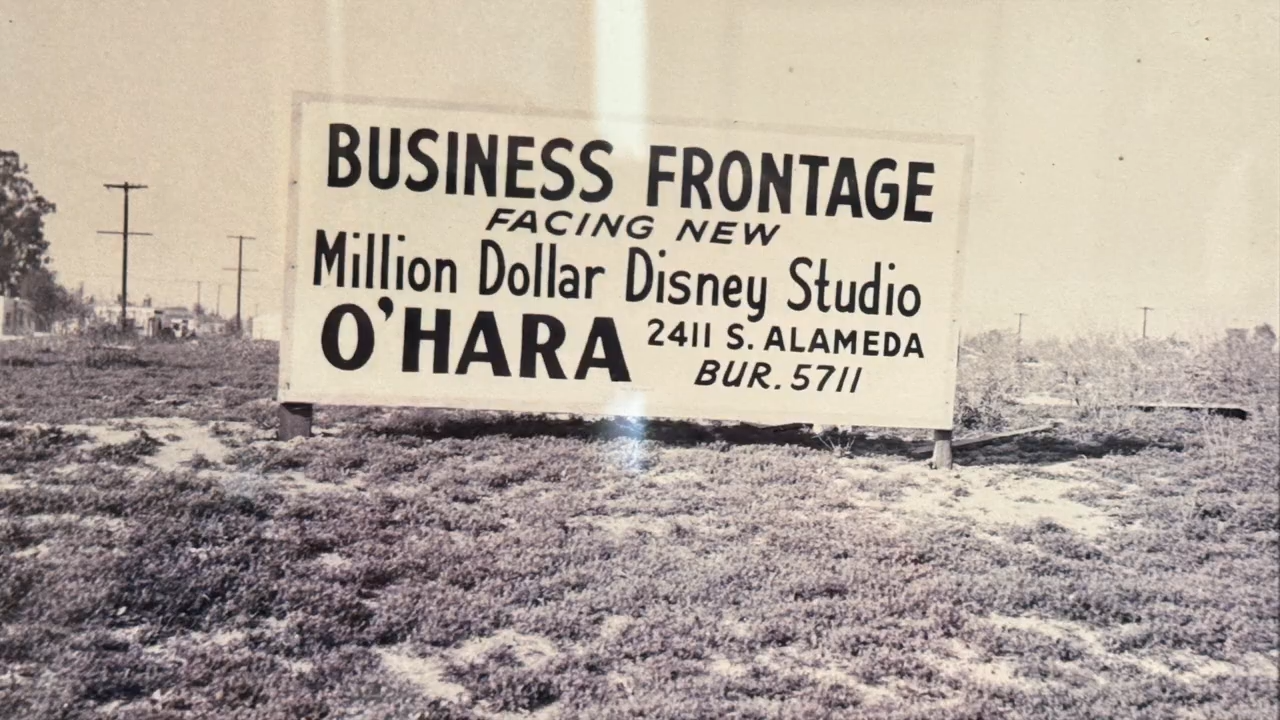 BUSINESS FRONTAGE
FACING NEW
Million Dollar Disney Studio
O'HARA 2411 S. ALAMEDA
BUR. 5711